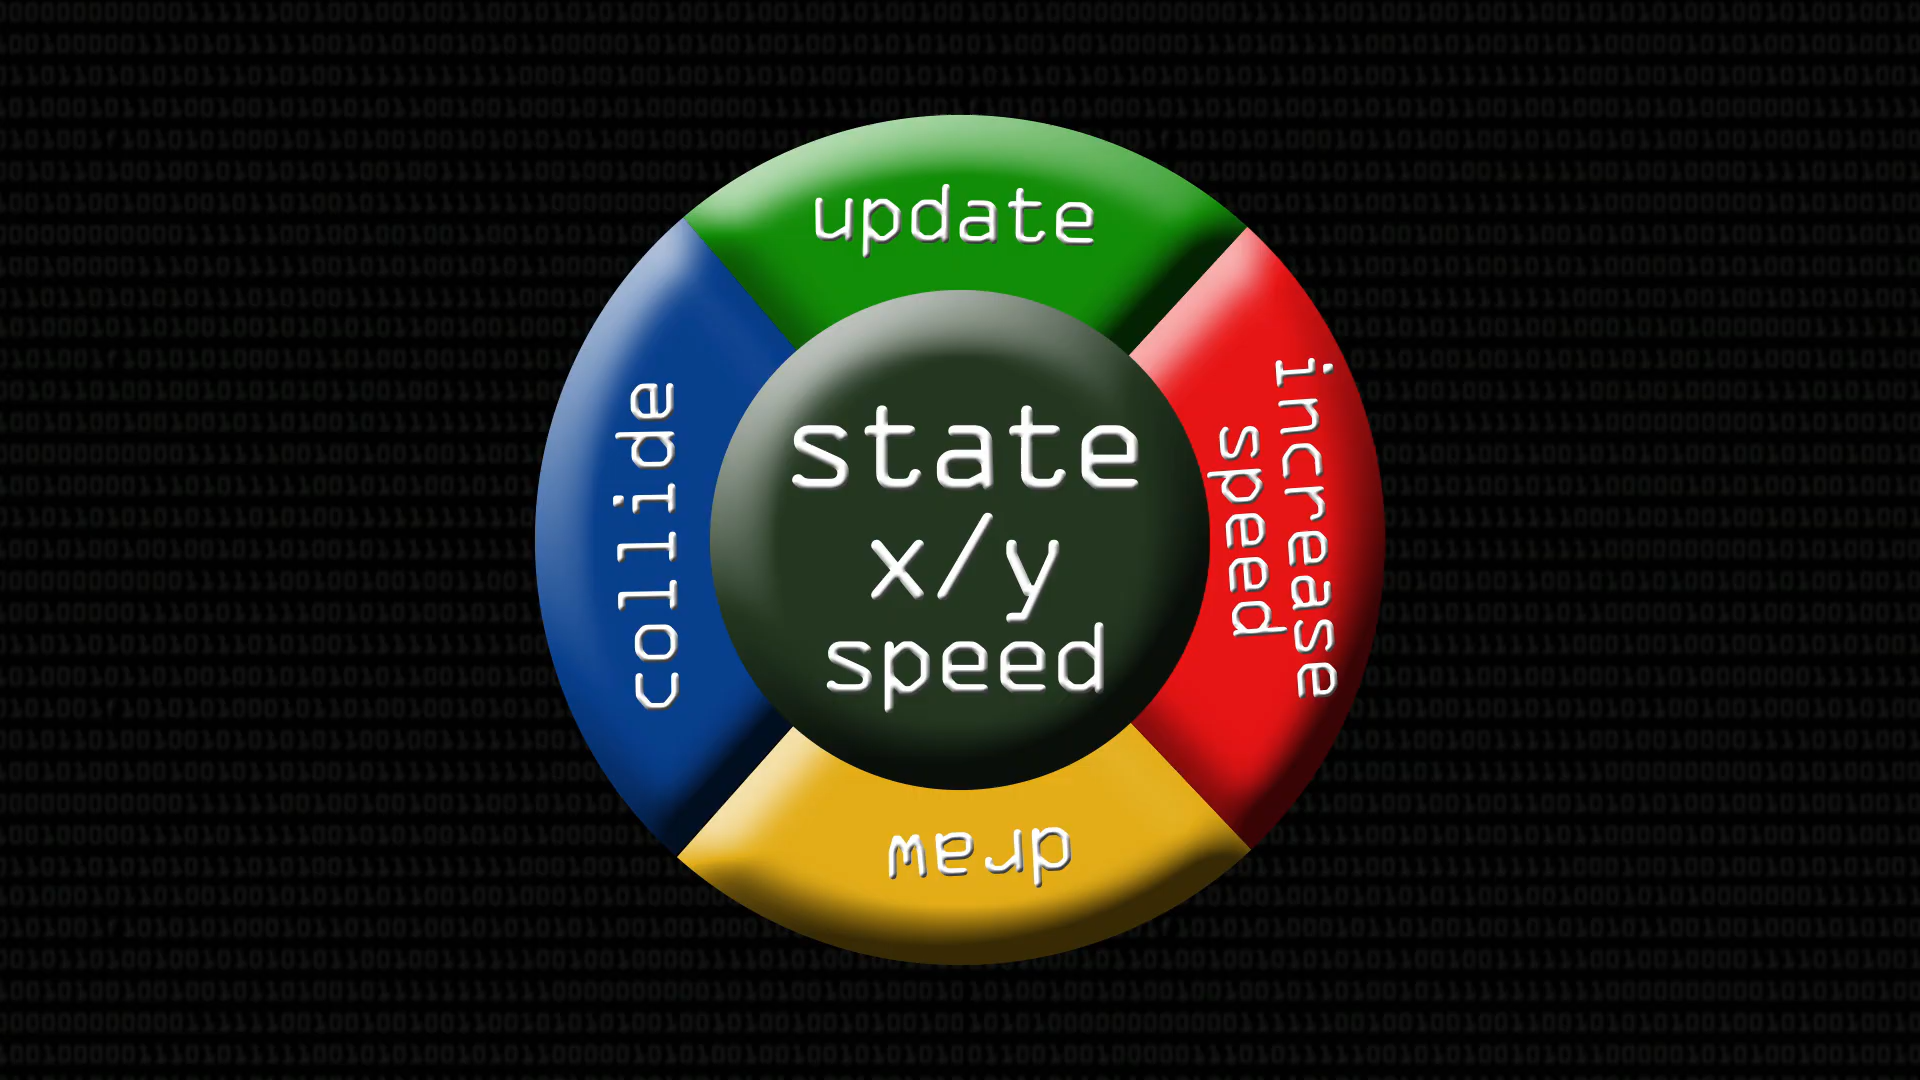 update
increase
speed
draw
collide
state
x/y
speed